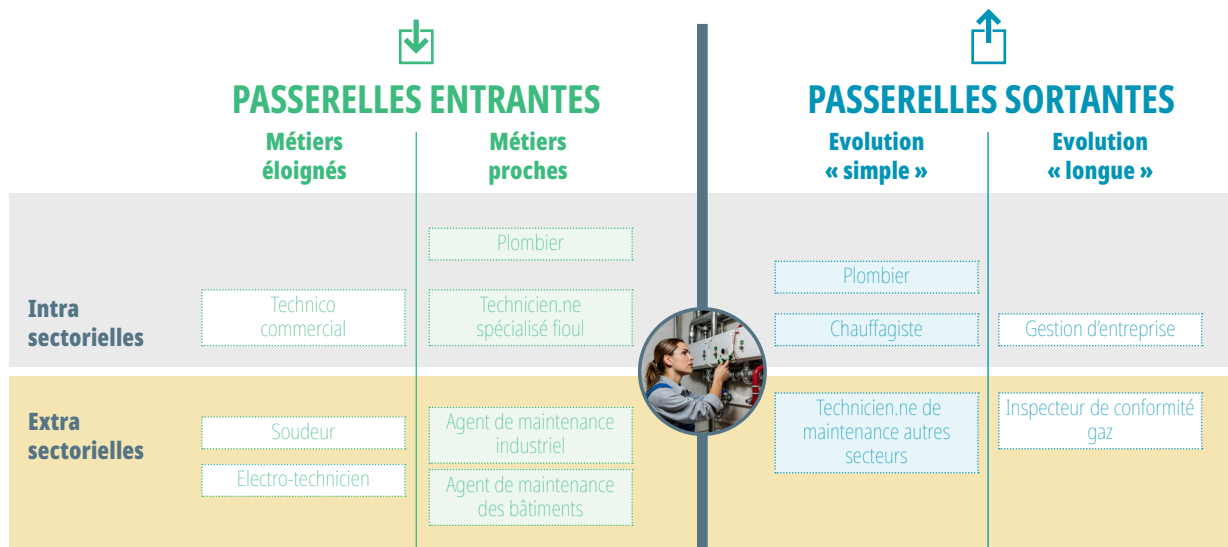 PASSERELLES ENTRANTES
Métiers
éloignés
Métiers
proches
PASSERELLES SORTANTES
Evolution
« simple »
Evolution
« longue »
Intra
sectorielles
Technico
commercial
Plombier
Technicien.ne
spécialisé fioul
Plombier
Chauffagiste
Gestion d'entreprise
Extra
sectorielles
Soudeur
Electro-technicien
Agent de maintenance
industriel
Agent de maintenance
des bâtiments
Technicien.ne de
maintenance autres
secteurs
Inspecteur de conformité
gaz